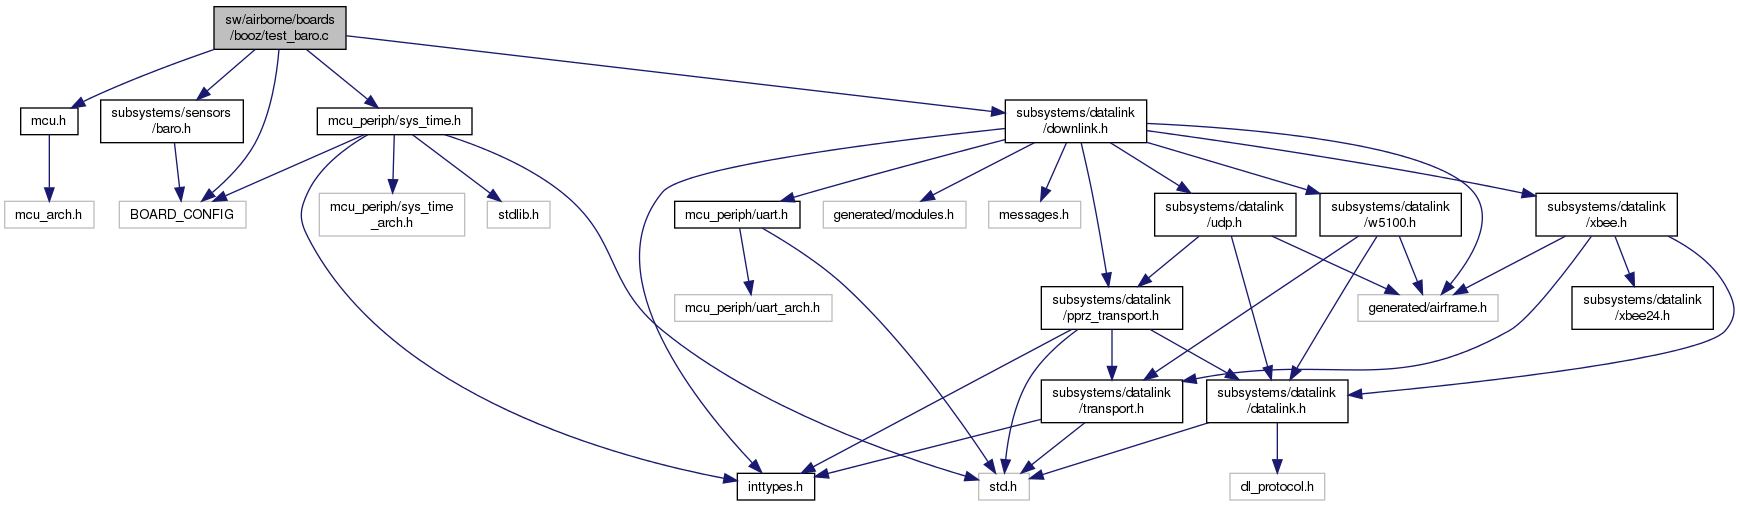 sw/airborne/boards
/booz/test_baro.c
mcu.h
subsystems/sensors
/baro.h
mcu_periph/sys_time.h
subsystems/datalink
/downlink.h
mcu_arch.h
BOARD_CONFIG
mcu_periph/sys_time
_arch.h
stdlib.h
mcu_periph/uart.h
generated/modules.h
messages.h
subsystems/datalink
/udp.h
subsystems/datalink
/w5100.h
subsystems/datalink
/xbee.h
mcu_periph/uart_arch.h
subsystems/datalink
/pprz_transport.h
generated/airframe.h
subsystems/datalink
/xbee24.h
subsystems/datalink
/transport.h
subsystems/datalink
/datalink.h
inttypes.h
std.h
dl_protocol.h